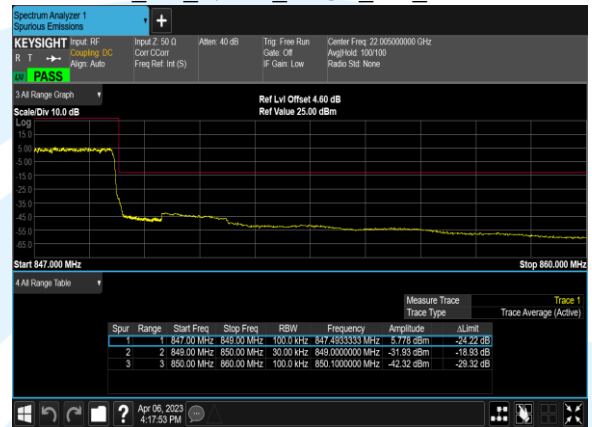 Spectrum Analyzer 1
Spurious Emissions
KEYSIGHT Input: RF
R T Coupling: DC
Align: Auto
LV PASS
Input Z: 50 Ω
Corr CCorr
Freq Ref: Int (S)
Atten: 40 dB
Trig: Free Run
Gate: Off
IF Gain: Low
Center Freq: 22.005000000 GHz
Avg|Hold: 100/100
Radio Std: None
3 All Range Graph
Scale/Div 10.0 dB
Ref Lvl Offset 4.60 dB
Ref Value 25.00 dBm
Log
15.0
5.00
-5.00
-15.0
-25.0
-35.0
-45.0
-55.0
-65.0
Start 847.000 MHz Stop 860.000 MHz
4 All Range Table
Measure Trace Trace 1
Trace Type Trace Average (Active)
Spur Range Start Freq Stop Freq RBW Frequency Amplitude ΔLimit
1 1 847.00 MHz 849.00 MHz 100.0 kHz 847.4933333 MHz 5.778 dBm -24.22 dB
2 2 849.00 MHz 850.00 MHz 30.00 kHz 849.0000000 MHz -31.93 dBm -18.93 dB
3 3 850.00 MHz 860.00 MHz 100.0 kHz 850.1000000 MHz -42.32 dBm -29.32 dB
? Apr 06, 2023
4:17:53 PM